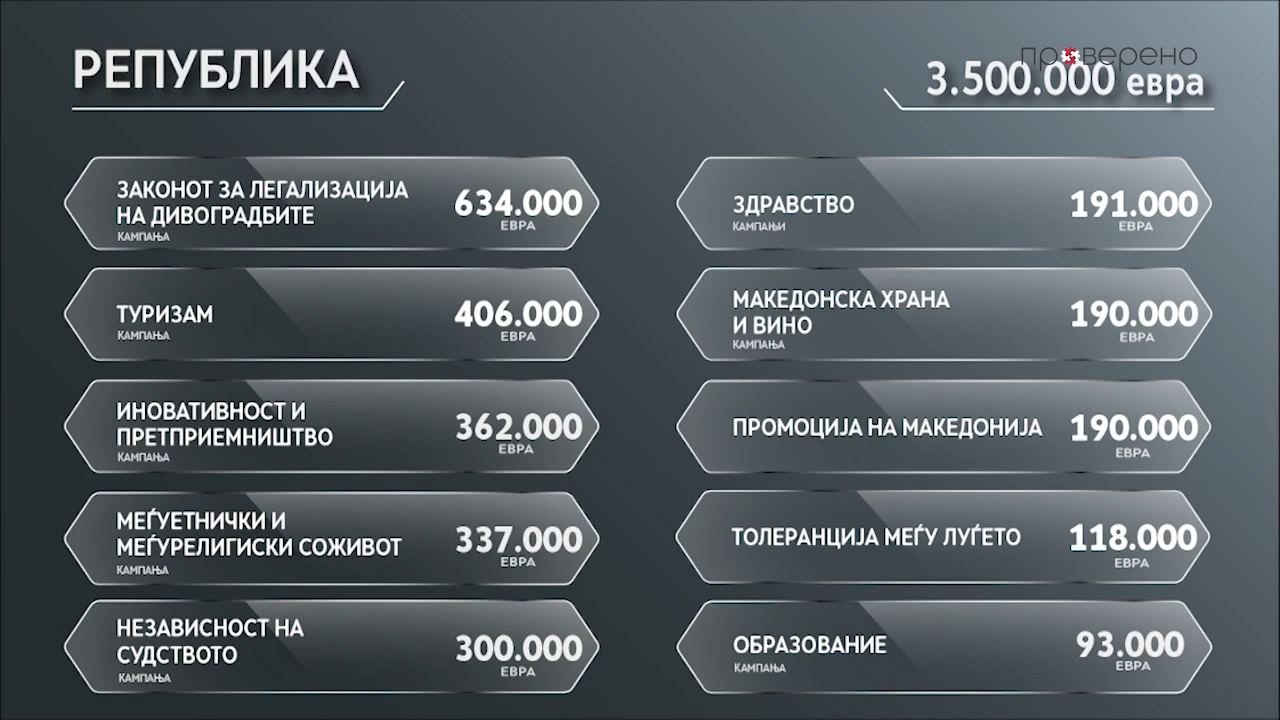 РЕПУБЛИКА
проверено
3.500.000 евра
ЗАКОНОТ ЗА ЛЕГАЛИЗАЦИЈА
НА ДИВОГРАДБИТЕ
КАМПАЊА
634.000
ЕВРА
ТУРИЗАМ
КАМПАЊА
406.000
ЕВРА
ИНОВАТИВНОСТ И
ПРЕТПРИЕМНИШТВО
КАМПАЊА
362.000
ЕВРА
МЕЃУЕТНИЧКИ И
МЕЃУРЕЛИГИСКИ СОЖИВОТ
КАМПАЊА
337.000
ЕВРА
НЕЗАВИСНОСТ НА
СУДСТВОТО
КАМПАЊА
300.000
ЕВРА
ЗДРАВСТВО
КАМПАЊИ
191.000
ЕВРА
МАКЕДОНСКА ХРАНА
И ВИНО
КАМПАЊА
190.000
ЕВРА
ПРОМОЦИЈА НА МАКЕДОНИЈА
190.000
ЕВРА
ТОЛЕРАНЦИЈА МЕЃУ ЛУЃЕТО
118.000
ЕВРА
ОБРАЗОВАНИЕ
КАМПАЊА
93.000
ЕВРА